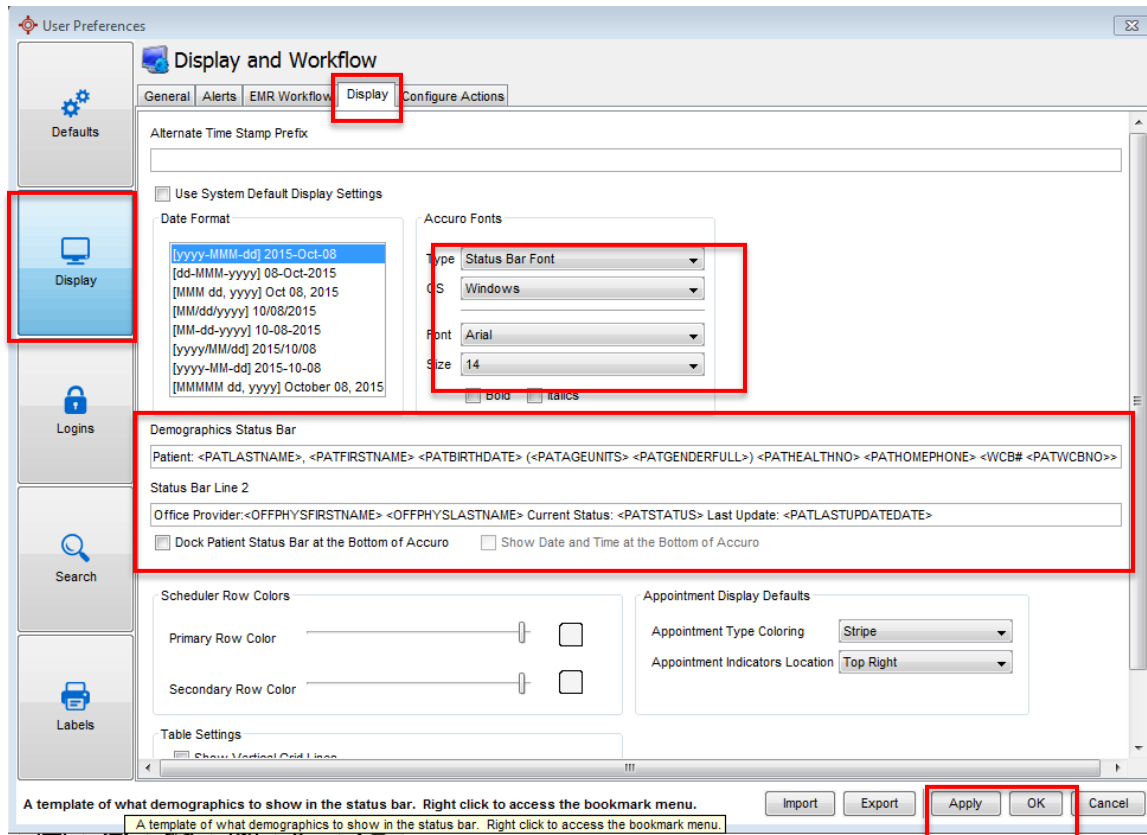 User Preferences
Display and Workflow
General Alerts EMR Workflow Display Configure Actions
Defaults
Display
Logins
Search
Labels
Alternate Time Stamp Prefix
Use System Default Display Settings
Date Format
[yyyy-MMM-dd] 2015-Oct-08
[dd-MMM-yyyy] 08-Oct-2015
[MMM dd, yyyy] Oct 08, 2015
[MM/dd/yyyy] 10/08/2015
[MM-dd-yyyy] 10-08-2015
[yyyy/MM/dd] 2015/10/08
[yyyy-MM-dd] 2015-10-08
[MMMMM dd, yyyy] October 08, 2015
Accuro Fonts
Type Status Bar Font
OS Windows
Font Arial
Size 14
Bold Italics
Demographics Status Bar
Patient: <PATLASTNAME>, <PATFIRSTNAME> <PATBIRTHDATE> (<PATAGEUNITS> <PATGENDERFULL>) <PATHEALTHNO> <PATHOMEPHONE> <WCB# <PATWCBNO>>
Status Bar Line 2
Office Provider:<OFFPHYSFIRSTNAME> <OFFPHYSLASTNAME> Current Status: <PATSTATUS> Last Update: <PATLASTUPDATEDATE>
Dock Patient Status Bar at the Bottom of Accuro Show Date and Time at the Bottom of Accuro
Scheduler Row Colors
Primary Row Color
Secondary Row Color
Appointment Display Defaults
Appointment Type Coloring Stripe
Appointment Indicators Location Top Right
Table Settings
Show Vertical Grid Lines
A template of what demographics to show in the status bar. Right click to access the bookmark menu.
Import Export Apply OK Cancel
A template of what demographics to show in the status bar. Right click to access the bookmark menu.